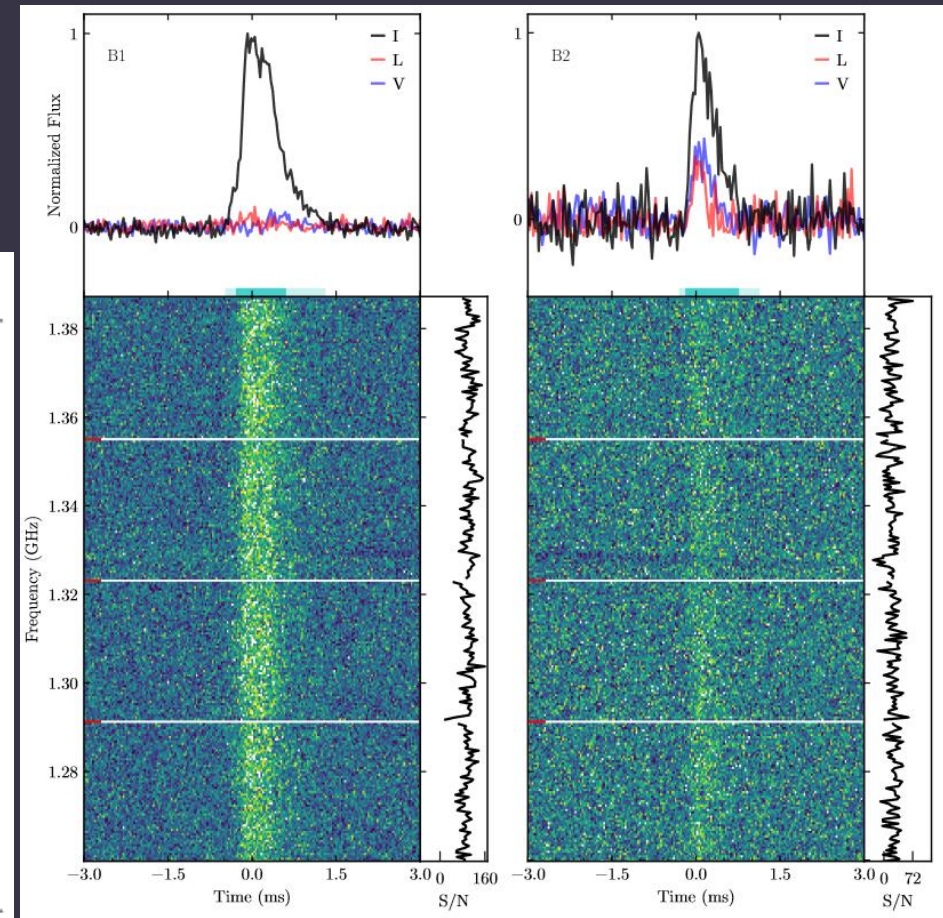 B1
I
L
V
1
0
Normalized Flux
B2
I
L
V
1
0
1.38
1.36
1.34
1.32
1.30
1.28
Frequency (GHz)
−3.0 −1.5 0.0 1.5 3.0
Time (ms)
0 160
S/N
−3.0 −1.5 0.0 1.5 3.0
Time (ms)
0 72
S/N